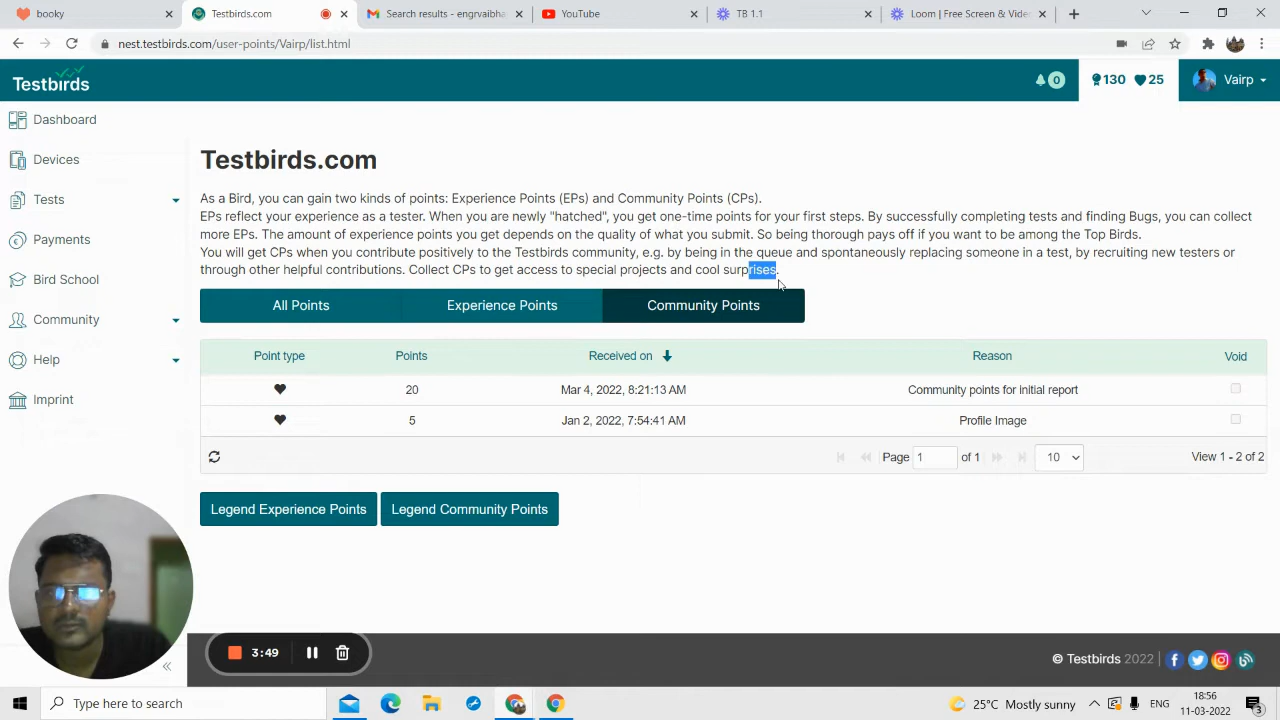 booky
Testbirds.com
Search results - engrvaibha
YouTube
TB 1.1
Loom | Free Screen & Vide
nest.testbirds.com/user-points/Vairp/list.html
Testbirds
0
130
25
Vairp
Dashboard
Devices
Tests
Payments
Bird School
Community
Help
Imprint
Testbirds.com
As a Bird, you can gain two kinds of points: Experience Points (EPs) and Community Points (CPs).
EPs reflect your experience as a tester. When you are newly "hatched", you get one-time points for your first steps. By successfully completing tests and finding Bugs, you can collect
more EPs. The amount of experience points you get depends on the quality of what you submit. So being thorough pays off if you want to be among the Top Birds.
You will get CPs when you contribute positively to the Testbirds community, e.g. by being in the queue and spontaneously replacing someone in a test, by recruiting new testers or
through other helpful contributions. Collect CPs to get access to special projects and cool surprises.
All Points
Experience Points
Community Points
Point type Points Received on Reason Void
20 Mar 4, 2022, 8:21:13 AM Community points for initial report
5 Jan 2, 2022, 7:54:41 AM Profile Image
Page 1 of 1 10 View 1 - 2 of 2
Legend Experience Points
Legend Community Points
3:49
© Testbirds 2022
Type here to search
25°C Mostly sunny
ENG
18:56
11-03-2022
3